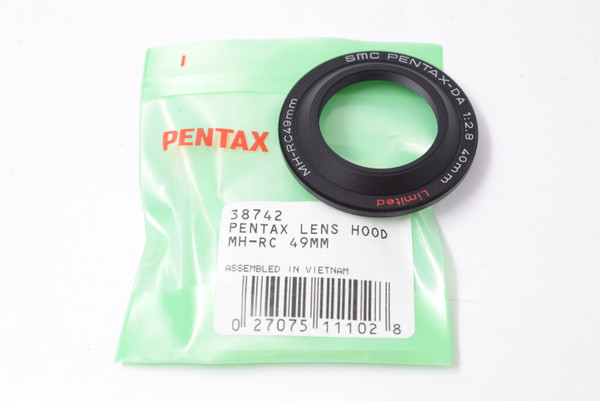 I
PENTAX
SMC PENTAX-DA 1:2.8 40mm
Limited
MH-RC49mm
38742
PENTAX LENS HOOD
MH-RC 49MM
ASSEMBLED IN VIETNAM
0 27075 11102 8